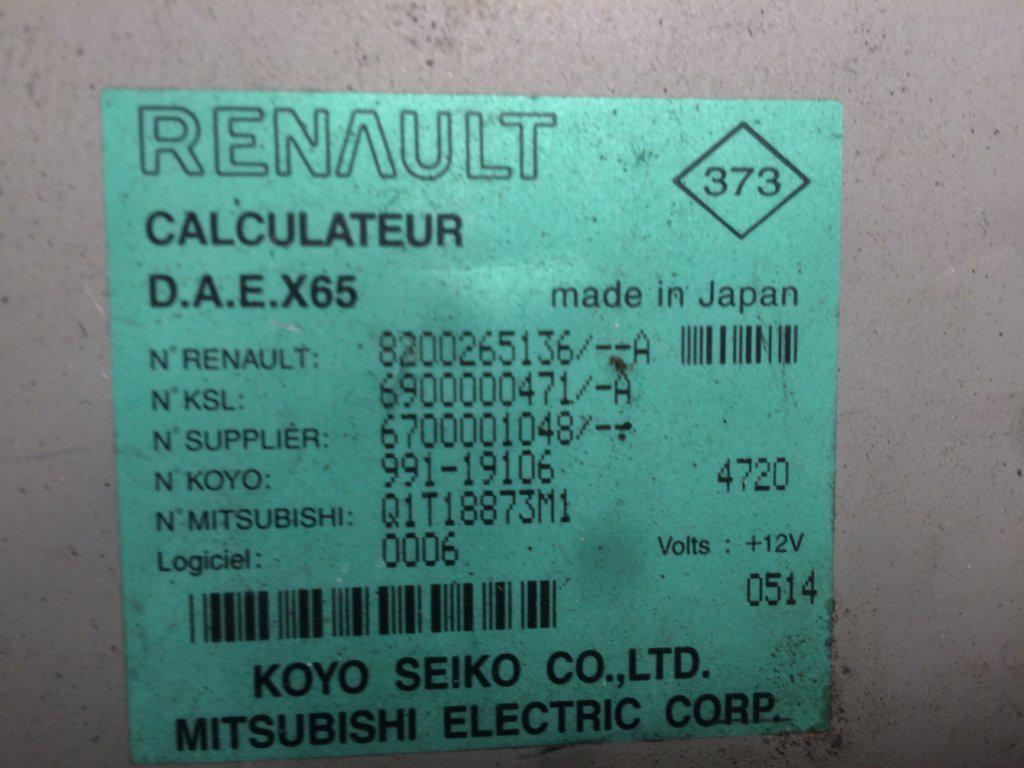 RENAULT
373
CALCULATEUR
D.A.E.X65
made in Japan
N° RENAULT: 8200265136/--A
N° KSL: 6900000471/-A
N° SUPPLIER: 6700001048/--
N° KOYO: 991-19106
4720
N° MITSUBISHI: Q1T18873M1
Logiciel: 0006
Volts : +12V
0514
KOYO SEIKO CO.,LTD.
MITSUBISHI ELECTRIC CORP.